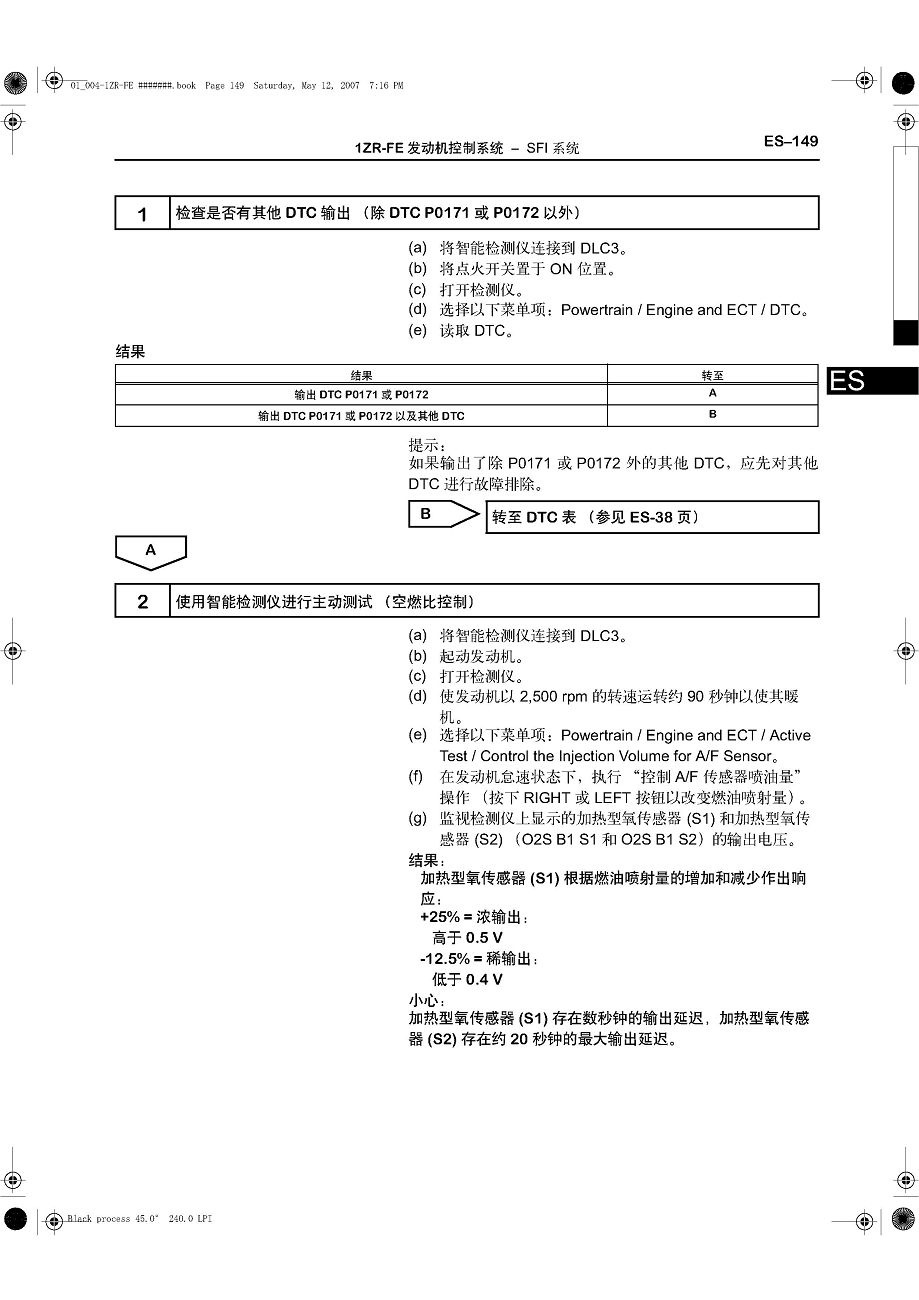 01_004-1ZR-FE #######.book Page 149 Saturday, May 12, 2007 7:16 PM
1ZR-FE 发动机控制系统 – SFI 系统
ES–149
1 检查是否有其他 DTC 输出 （除 DTC P0171 或 P0172 以外）
(a) 将智能检测仪连接到 DLC3。
(b) 将点火开关置于 ON 位置。
(c) 打开检测仪。
(d) 选择以下菜单项：Powertrain / Engine and ECT / DTC。
(e) 读取 DTC。
结果
结果 转至
输出 DTC P0171 或 P0172 A
输出 DTC P0171 或 P0172 以及其他 DTC B
ES
提示：
如果输出了除 P0171 或 P0172 外的其他 DTC，应先对其他
DTC 进行故障排除。
B 转至 DTC 表 （参见 ES-38 页）
A
2 使用智能检测仪进行主动测试 （空燃比控制）
(a) 将智能检测仪连接到 DLC3。
(b) 起动发动机。
(c) 打开检测仪。
(d) 使发动机以 2,500 rpm 的转速运转约 90 秒钟以使其暖
机。
(e) 选择以下菜单项：Powertrain / Engine and ECT / Active
Test / Control the Injection Volume for A/F Sensor。
(f) 在发动机怠速状态下，执行 “控制 A/F 传感器喷油量”
操作 （按下 RIGHT 或 LEFT 按钮以改变燃油喷射量）。
(g) 监视检测仪上显示的加热型氧传感器 (S1) 和加热型氧传
感器 (S2) （O2S B1 S1 和 O2S B1 S2）的输出电压。
结果：
加热型氧传感器 (S1) 根据燃油喷射量的增加和减少作出响
应：
+25% = 浓输出：
高于 0.5 V
-12.5% = 稀输出：
低于 0.4 V
小心：
加热型氧传感器 (S1) 存在数秒钟的输出延迟，加热型氧传感
器 (S2) 存在约 20 秒钟的最大输出延迟。
Black process 45.0° 240.0 LPI